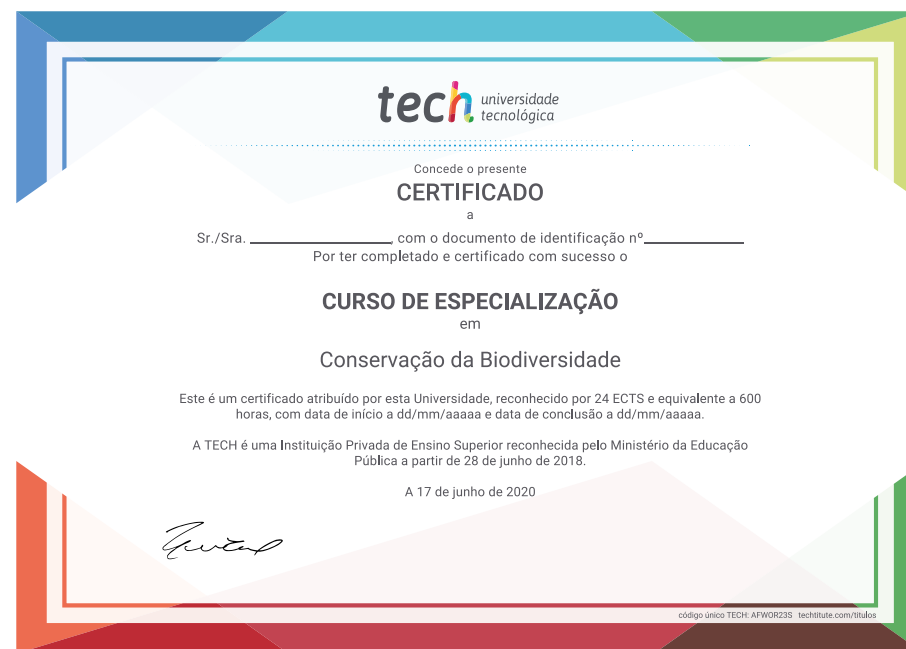 tech universidade
tecnológica
Concede o presente
CERTIFICADO
a
Sr./Sra. ____________________, com o documento de identificação nº______________
Por ter completado e certificado com sucesso o
CURSO DE ESPECIALIZAÇÃO
em
Conservação da Biodiversidade
Este é um certificado atribuído por esta Universidade, reconhecido por 24 ECTS e equivalente a 600
horas, com data de início a dd/mm/aaaaa e data de conclusão a dd/mm/aaaaa.
A TECH é uma Instituição Privada de Ensino Superior reconhecida pelo Ministério da Educação
Pública a partir de 28 de junho de 2018.
A 17 de junho de 2020
código único TECH: AFWOR23S techtitute.com/titulos